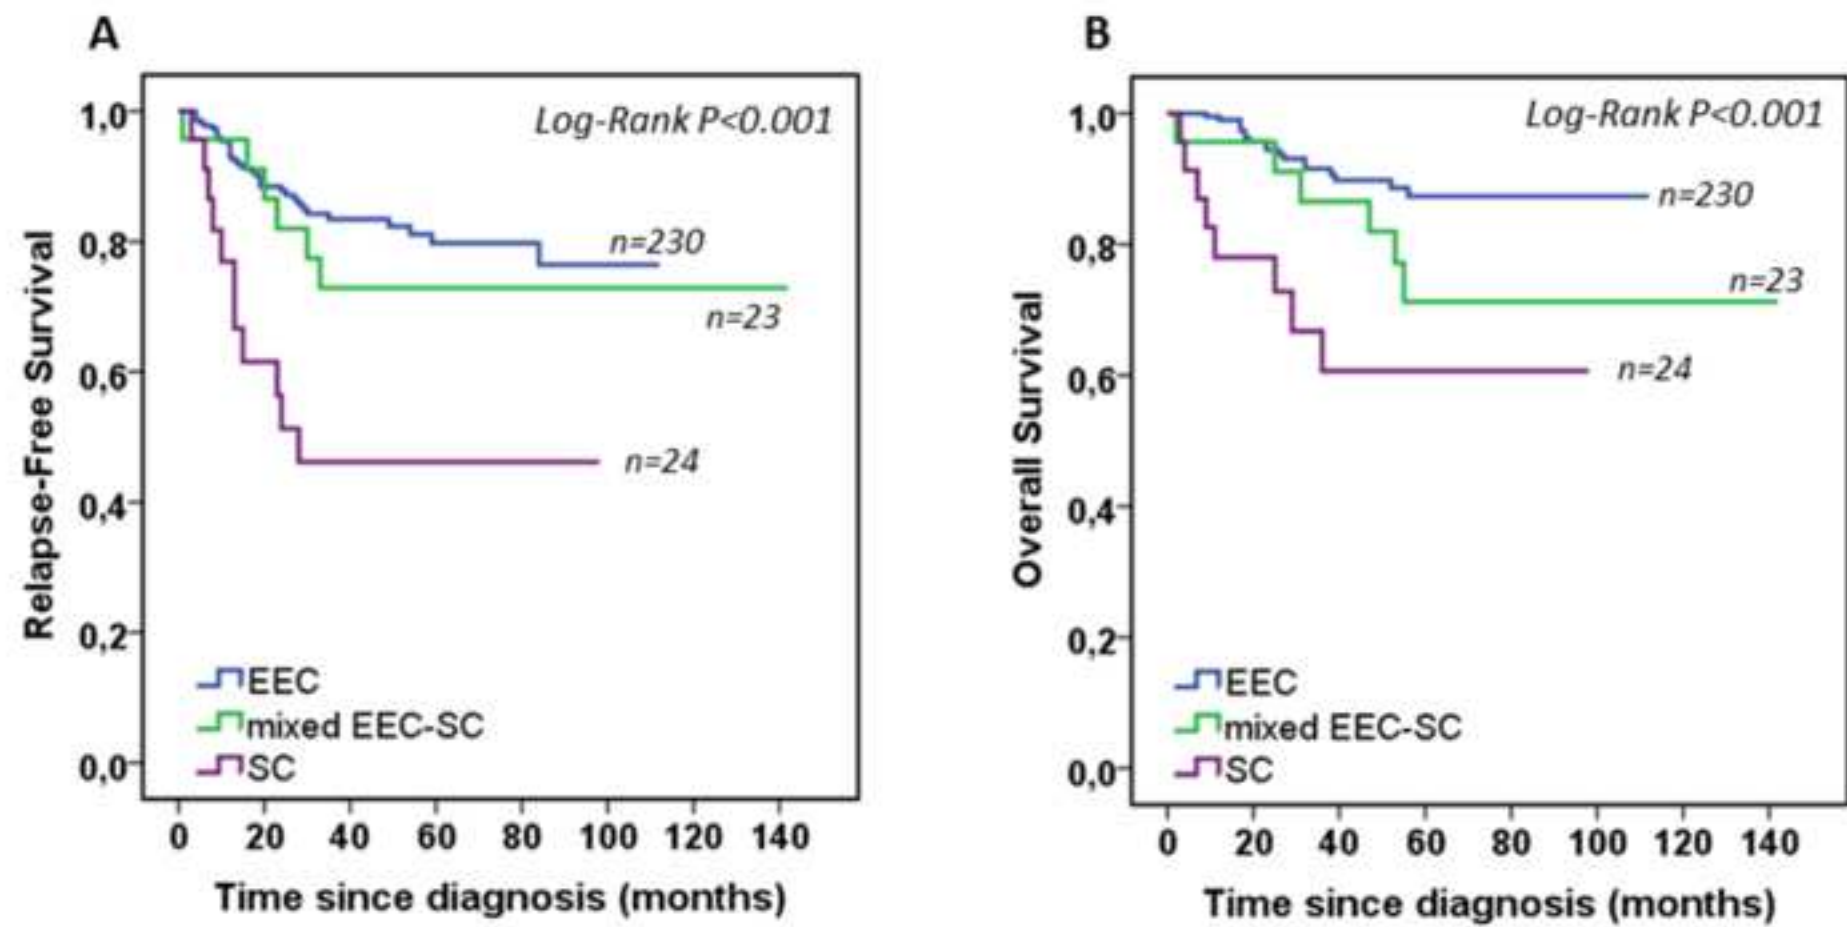 A
Log-Rank P<0.001
1,0
0,8
0,6
0,4
0,2
0,0
Relapse-Free Survival
n=230
n=23
n=24
EEC
mixed EEC-SC
SC
0 20 40 60 80 100 120 140
Time since diagnosis (months)
B
Log-Rank P<0.001
1,0
0,8
0,6
0,4
0,2
0,0
Overall Survival
n=230
n=23
n=24
EEC
mixed EEC-SC
SC
0 20 40 60 80 100 120 140
Time since diagnosis (months)